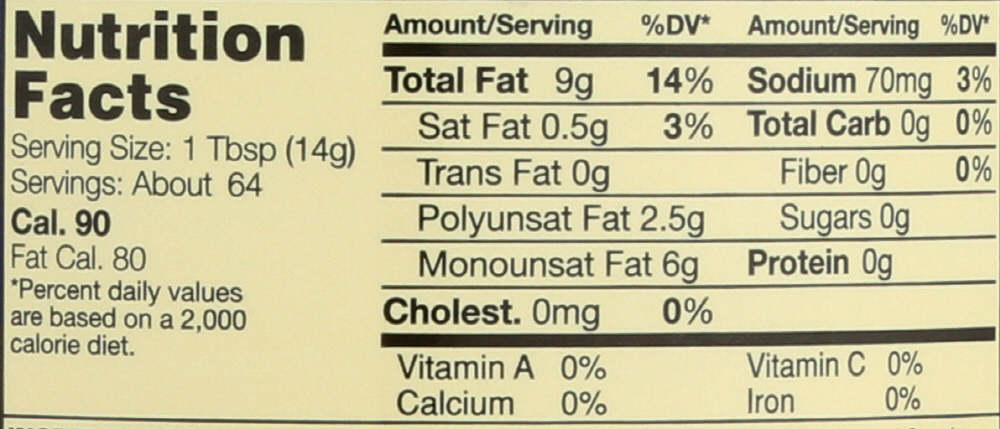 Nutrition
Facts
Serving Size: 1 Tbsp (14g)
Servings: About 64
Cal. 90
Fat Cal. 80
*Percent daily values
are based on a 2,000
calorie diet.
Amount/Serving %DV* Amount/Serving %DV*
Total Fat 9g 14% Sodium 70mg 3%
Sat Fat 0.5g 3% Total Carb 0g 0%
Trans Fat 0g Fiber 0g 0%
Polyunsat Fat 2.5g Sugars 0g
Monounsat Fat 6g Protein 0g
Cholest. 0mg 0%
Vitamin A 0% Vitamin C 0%
Calcium 0% Iron 0%